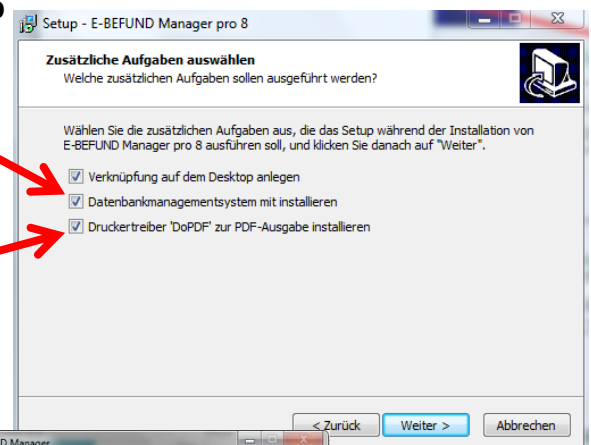 Setup - E-BEFUND Manager pro 8
Zusätzliche Aufgaben auswählen
Welche zusätzlichen Aufgaben sollen ausgeführt werden?
Wählen Sie die zusätzlichen Aufgaben aus, die das Setup während der Installation von
E-BEFUND Manager pro 8 ausführen soll, und klicken Sie danach auf "Weiter".
Verknüpfung auf dem Desktop anlegen
Datenbankmanagementsystem mit installieren
Druckertreiber 'DoPDF' zur PDF-Ausgabe installieren
< Zurück Weiter > Abbrechen
D Manager